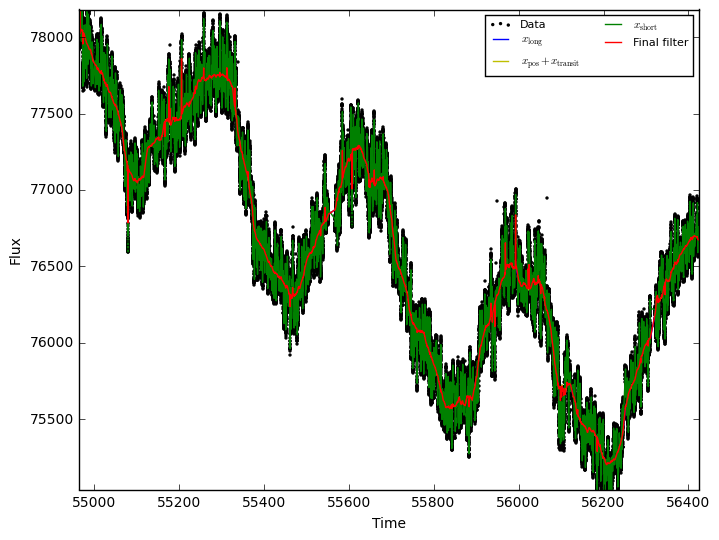 78000
77500
77000
76500
76000
75500
Flux
55000 55200 55400 55600 55800 56000 56200 56400
Time
Data
x_long
x_pos + x_transit
x_short
Final filter